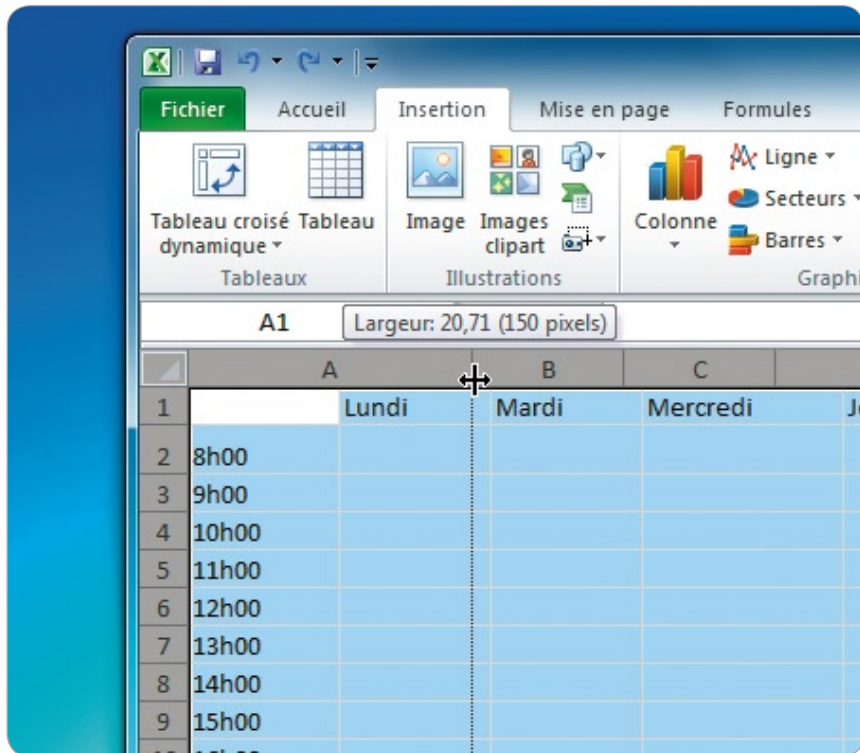 Fichier Accueil Insertion Mise en page Formules
Ligne
Secteurs
Tableau croisé Tableau Image Images Colonne
dynamique clipart Barres
Tableaux Illustrations Graphi
A1 Largeur: 20,71 (150 pixels)
A B C
1 Lundi Mardi Mercredi
2 8h00
3 9h00
4 10h00
5 11h00
6 12h00
7 13h00
8 14h00
9 15h00